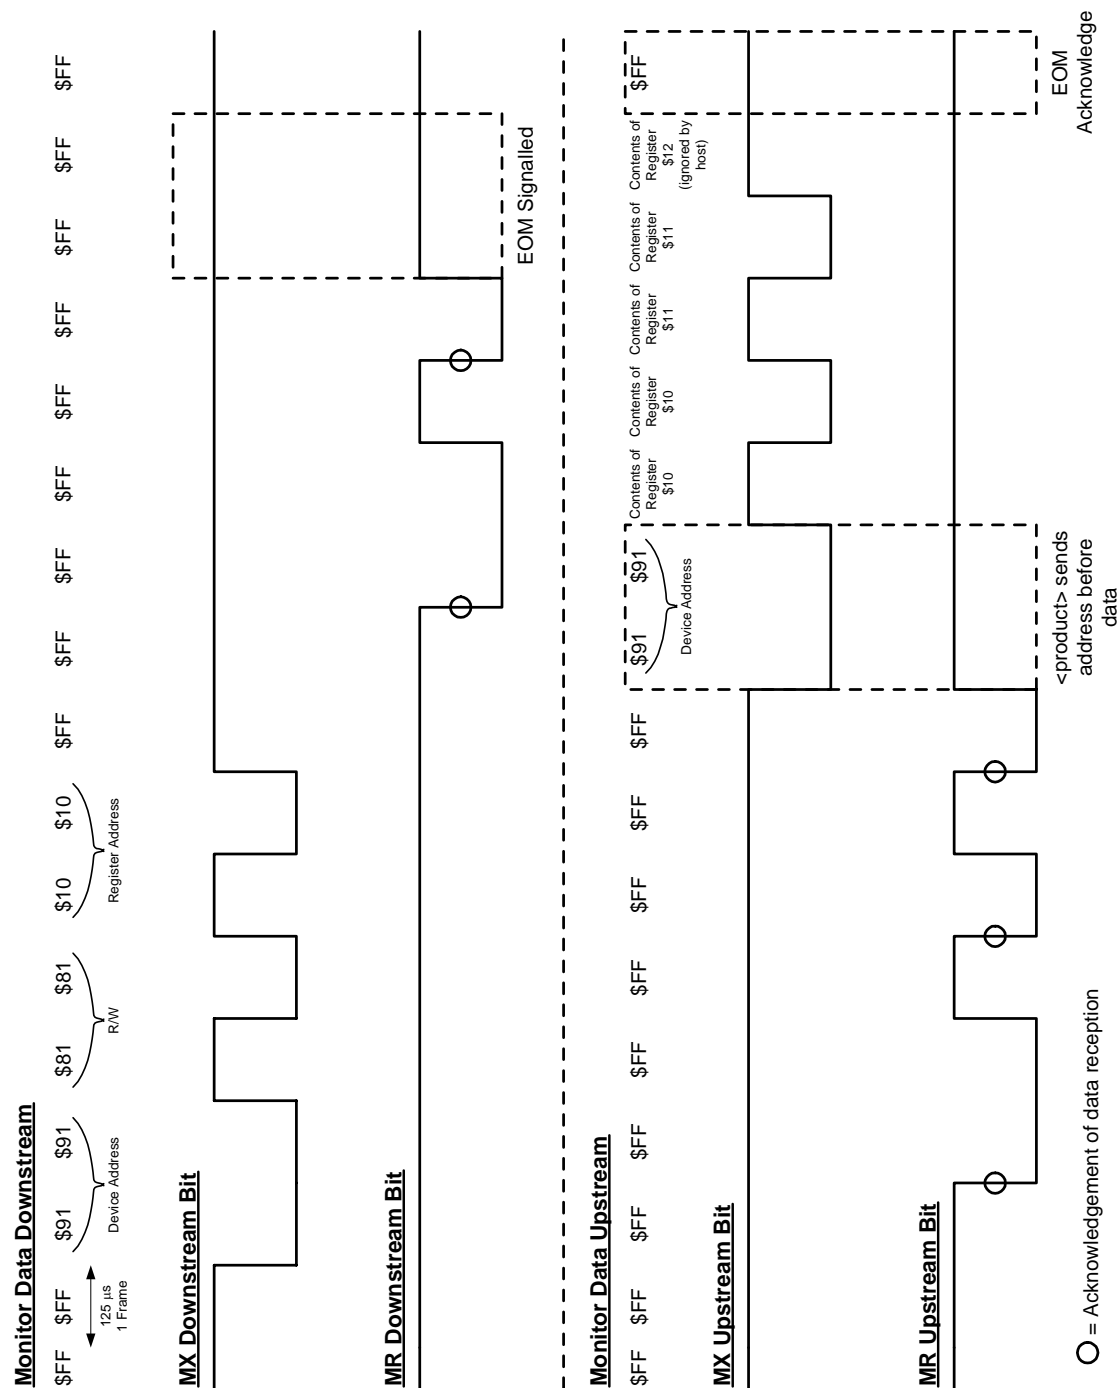 Monitor Data Downstream
$FF $FF $91 $91 $81 $81 $10 $10 $FF $FF $FF $FF $FF $FF $FF $FF $FF
125 µs
1 Frame
Device Address
R/W
Register Address
MX Downstream Bit
MR Downstream Bit
EOM Signalled
Monitor Data Upstream
$FF $FF $FF $FF $FF $FF $FF $FF $FF $91 $91
Device Address
Contents of
Register
$10
Contents of
Register
$10
Contents of
Register
$11
Contents of
Register
$11
Contents of
Register
$12
(ignored by
host)
$FF
MX Upstream Bit
MR Upstream Bit
<product> sends
address before
data
EOM
Acknowledge
= Acknowledgement of data reception